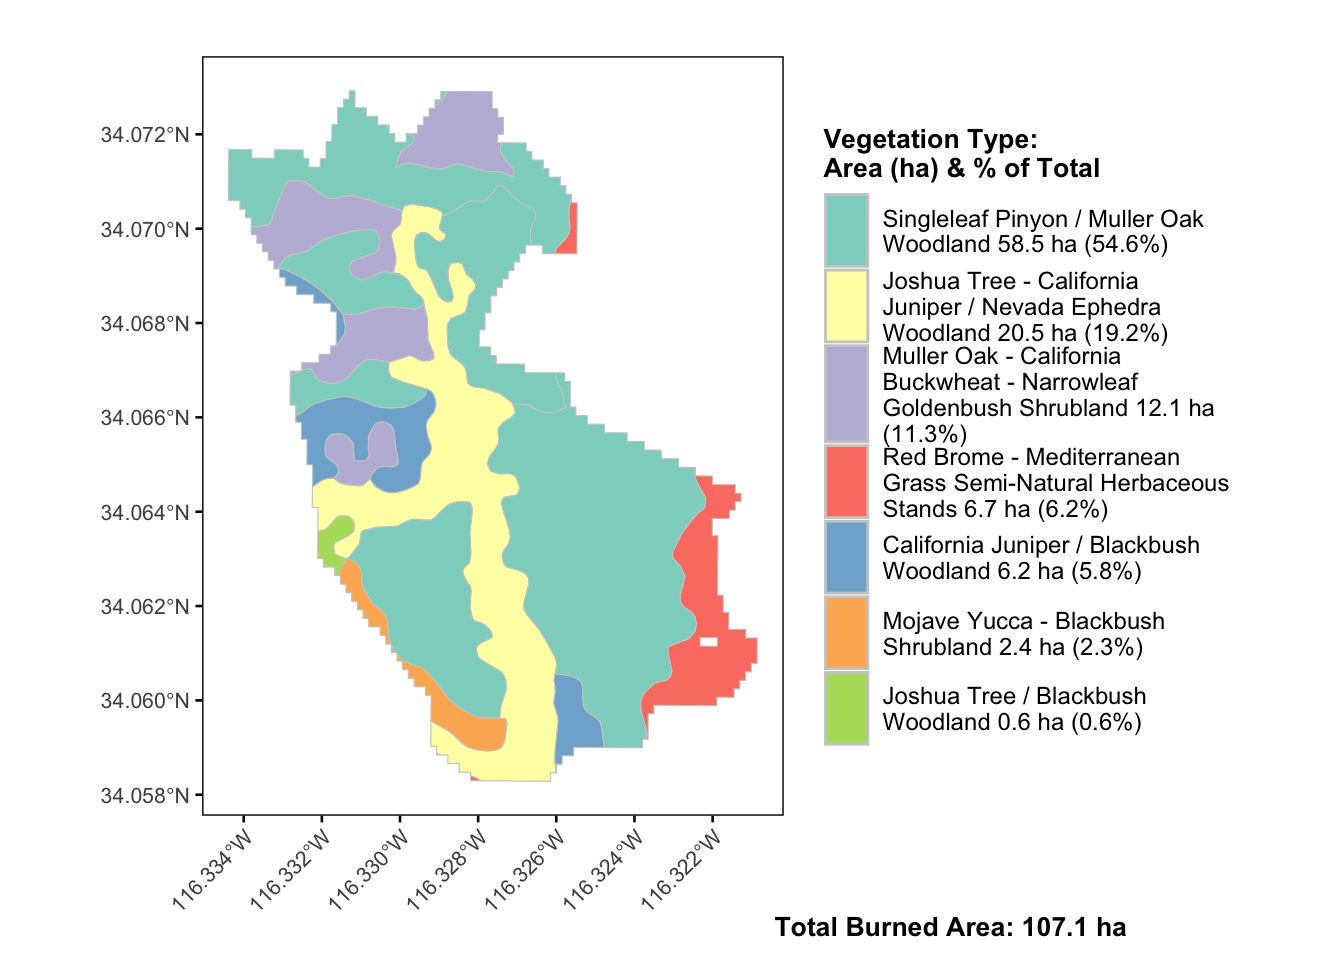 34.072°N
34.070°N
34.068°N
34.066°N
34.064°N
34.062°N
34.060°N
34.058°N
116.334°W
116.332°W
116.330°W
116.328°W
116.326°W
116.324°W
116.322°W
Vegetation Type:
Area (ha) & % of Total
Singleleaf Pinyon / Muller Oak
Woodland 58.5 ha (54.6%)
Joshua Tree - California
Juniper / Nevada Ephedra
Woodland 20.5 ha (19.2%)
Muller Oak - California
Buckwheat - Narrowleaf
Goldenbush Shrubland 12.1 ha
(11.3%)
Red Brome - Mediterranean
Grass Semi-Natural Herbaceous
Stands 6.7 ha (6.2%)
California Juniper / Blackbush
Woodland 6.2 ha (5.8%)
Mojave Yucca - Blackbush
Shrubland 2.4 ha (2.3%)
Joshua Tree / Blackbush
Woodland 0.6 ha (0.6%)
Total Burned Area: 107.1 ha